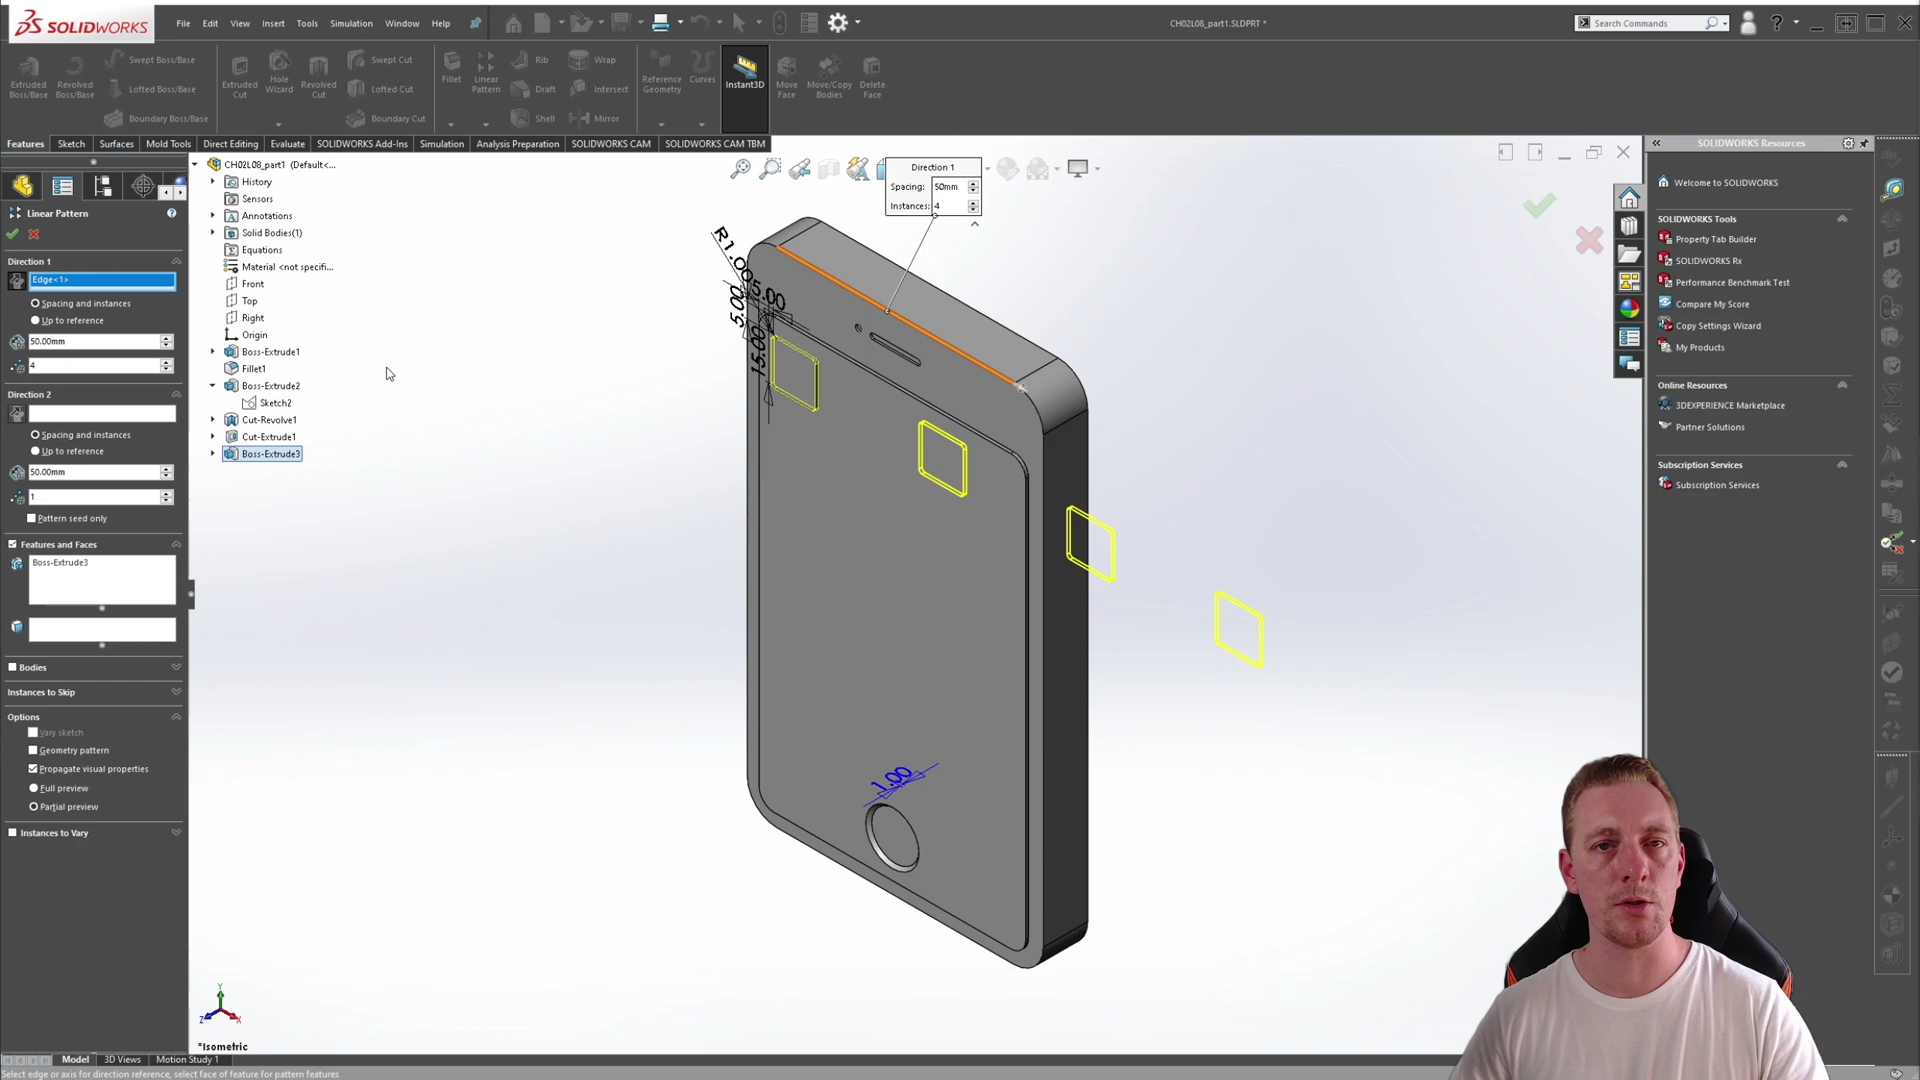 SOLIDWORKS
File Edit View Insert Tools Simulation Window Help
CH02L08_part1.SLDPRT *
Search Commands
Extruded Boss/Base
Revolved Boss/Base
Swept Boss/Base
Lofted Boss/Base
Boundary Boss/Base
Extruded Cut
Hole Wizard
Revolved Cut
Swept Cut
Lofted Cut
Boundary Cut
Fillet
Linear Pattern
Rib
Draft
Shell
Wrap
Intersect
Mirror
Reference Geometry
Curves
Instant3D
Move Face
Move/Copy Bodies
Delete Face
Features Sketch Surfaces Mold Tools Direct Editing Evaluate SOLIDWORKS Add-Ins Simulation Analysis Preparation SOLIDWORKS CAM SOLIDWORKS CAM TBM
Linear Pattern
Direction 1
Edge<1>
Spacing and instances
Up to reference
50.00mm
4
Direction 2
Spacing and instances
Up to reference
50.00mm
1
Pattern seed only
Features and Faces
Boss-Extrude3
Bodies
Instances to Skip
Options
Vary sketch
Geometry pattern
Propagate visual properties
Full preview
Partial preview
Instances to Vary
CH02L08_part1 (Default<...
History
Sensors
Annotations
Solid Bodies(1)
Equations
Material <not specifi...
Front
Top
Right
Origin
Boss-Extrude1
Fillet1
Boss-Extrude2
Sketch2
Cut-Revolve1
Cut-Extrude1
Boss-Extrude3
Direction 1
Spacing: 50mm
Instances: 4
R1.00
5.00
15.00
1.00
Y
Z
X
*Isometric
SOLIDWORKS Resources
Welcome to SOLIDWORKS
SOLIDWORKS Tools
Property Tab Builder
SOLIDWORKS Rx
Performance Benchmark Test
Compare My Score
Copy Settings Wizard
My Products
Online Resources
3DEXPERIENCE Marketplace
Partner Solutions
Subscription Services
Subscription Services
Model 3D Views Motion Study 1
Select edge or axis for direction reference, select face of feature for pattern features